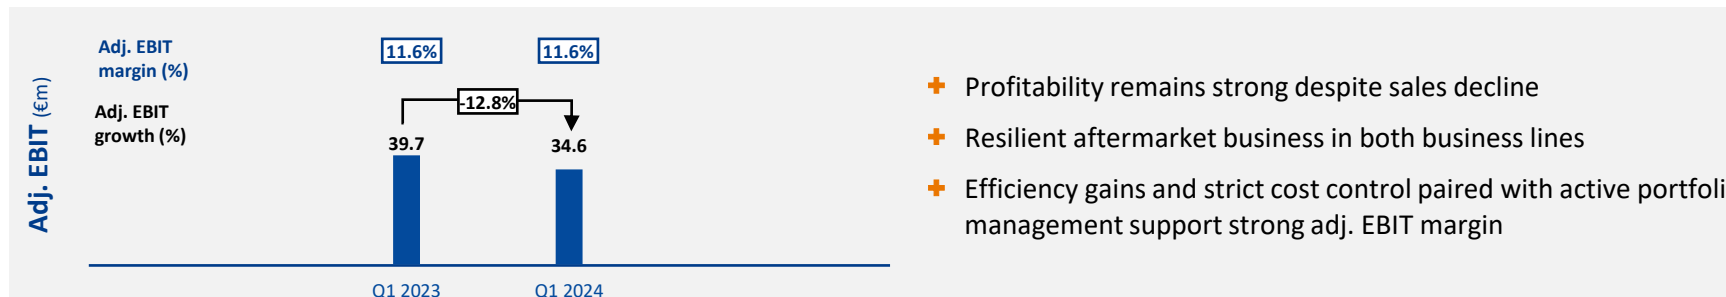 Adj. EBIT (€m)
Adj. EBIT
margin (%)
11.6%
11.6%
Adj. EBIT
growth (%)
-12.8%
39.7
34.6
Q1 2023
Q1 2024
Profitability remains strong despite sales decline
Resilient aftermarket business in both business lines
Efficiency gains and strict cost control paired with active portfoli
management support strong adj. EBIT margin